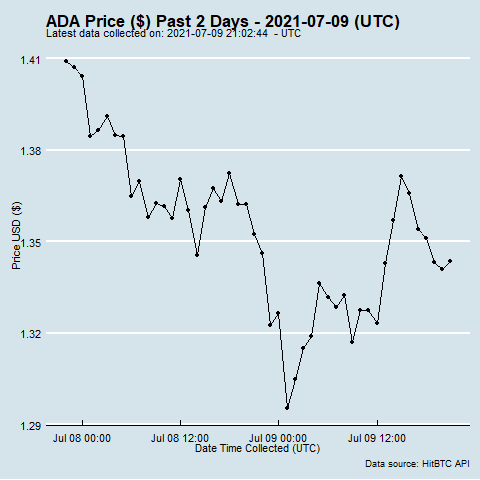 ADA Price ($) Past 2 Days - 2021-07-09 (UTC)
Latest data collected on: 2021-07-09 21:02:44 - UTC
1.41
1.38
1.35
1.32
1.29
Price USD ($)
Jul 08 00:00
Jul 08 12:00
Jul 09 00:00
Jul 09 12:00
Date Time Collected (UTC)
Data source: HitBTC API